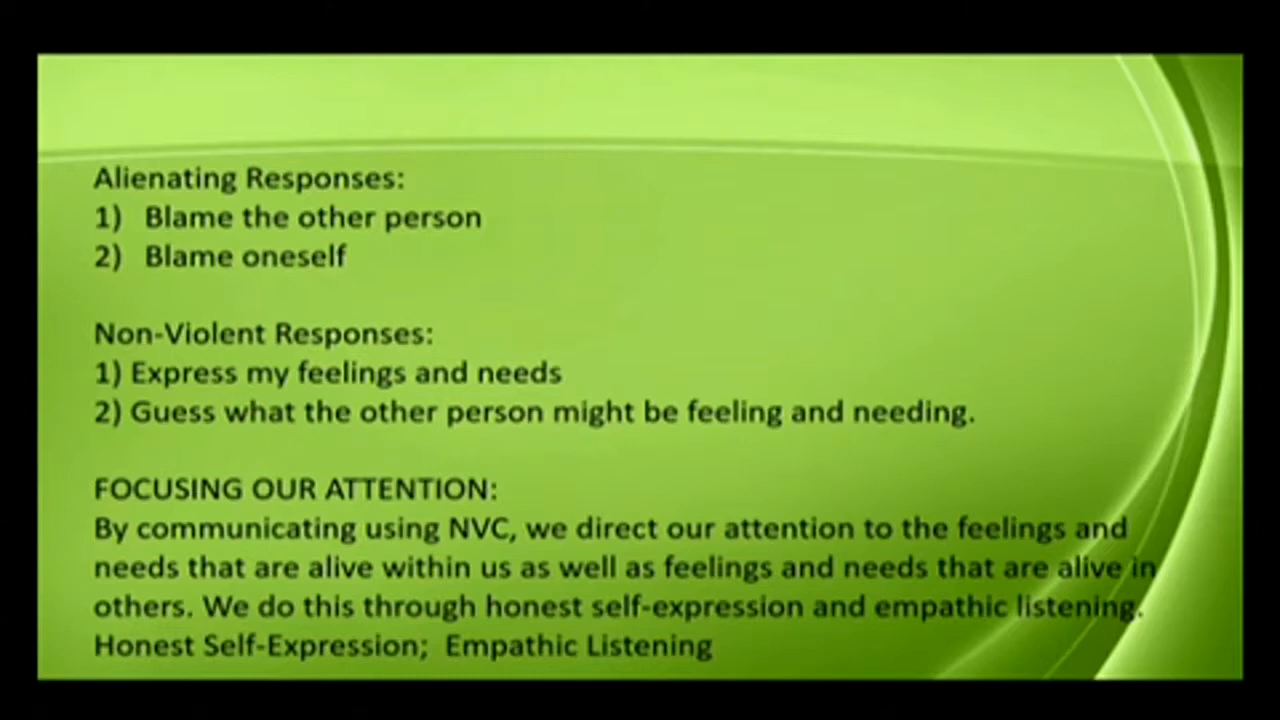 Alienating Responses:
1) Blame the other person
2) Blame oneself
Non-Violent Responses:
1) Express my feelings and needs
2) Guess what the other person might be feeling and needing.
FOCUSING OUR ATTENTION:
By communicating using NVC, we direct our attention to the feelings and
needs that are alive within us as well as feelings and needs that are alive in
others. We do this through honest self-expression and empathic listening.
Honest Self-Expression; Empathic Listening